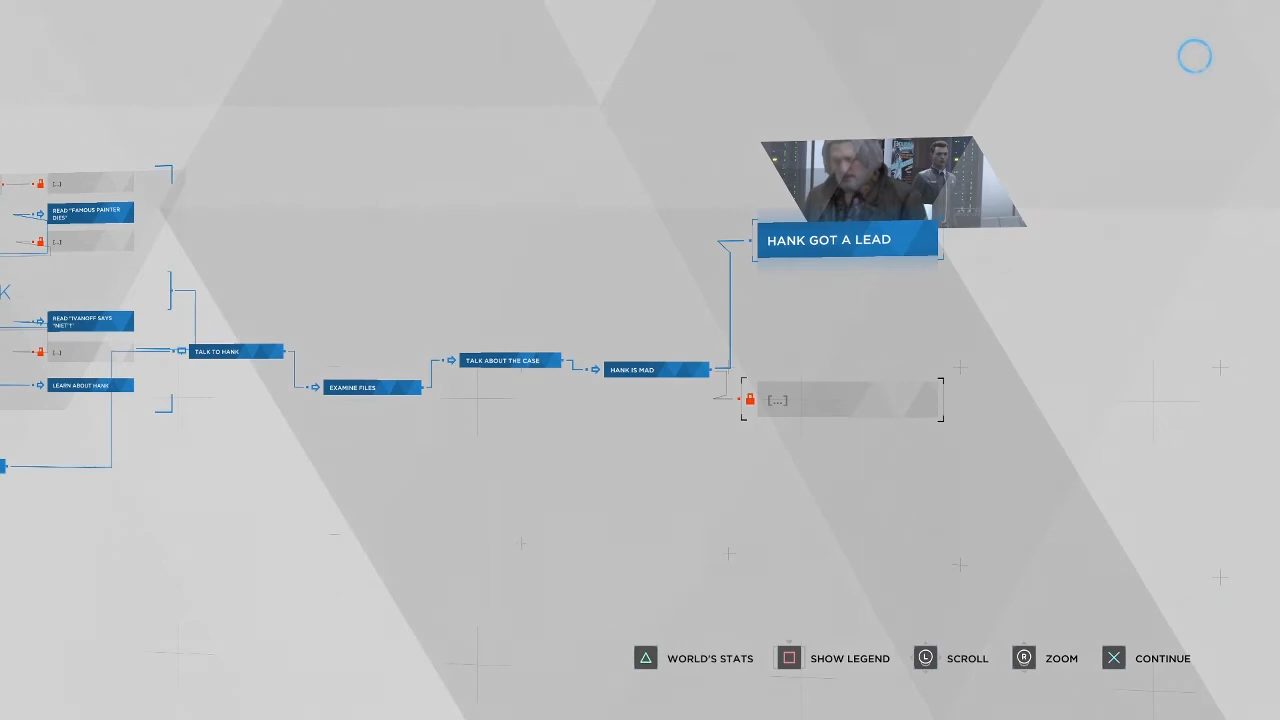 [...]
READ "FAMOUS PAINTER
DIES"
[...]
K
READ "IVANOFF SAYS
"NIET"!"
[...]
LEARN ABOUT HANK
TALK TO HANK
EXAMINE FILES
TALK ABOUT THE CASE
HANK IS MAD
HANK GOT A LEAD
[...]
WORLD'S STATS
SHOW LEGEND
L
SCROLL
R
ZOOM
CONTINUE